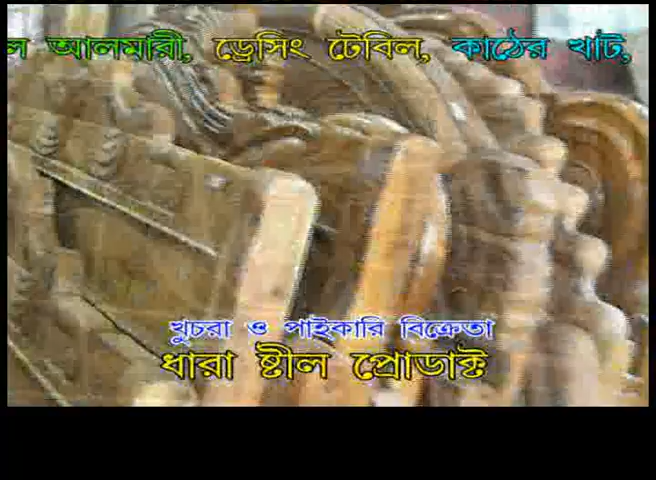 ল আলমারী, ড্রেসিং টেবিল, কাঠের খাট,
খুচরা ও পাইকারি বিক্রেতা
ধারা ষ্টীল প্রোডাক্ট